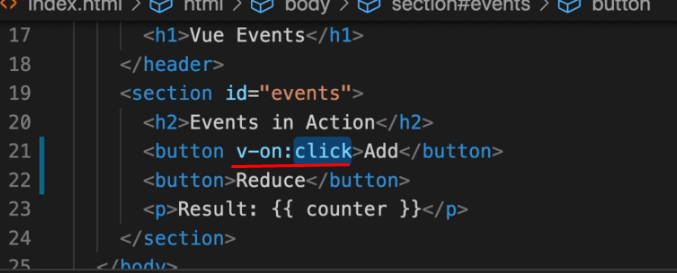 index.html > html > body > section#events > button
17 <h1>Vue Events</h1>
18 </header>
19 <section id="events">
20 <h2>Events in Action</h2>
21 <button v-on:click>Add</button>
22 <button>Reduce</button>
23 <p>Result: {{ counter }}</p>
24 </section>
25 </body>